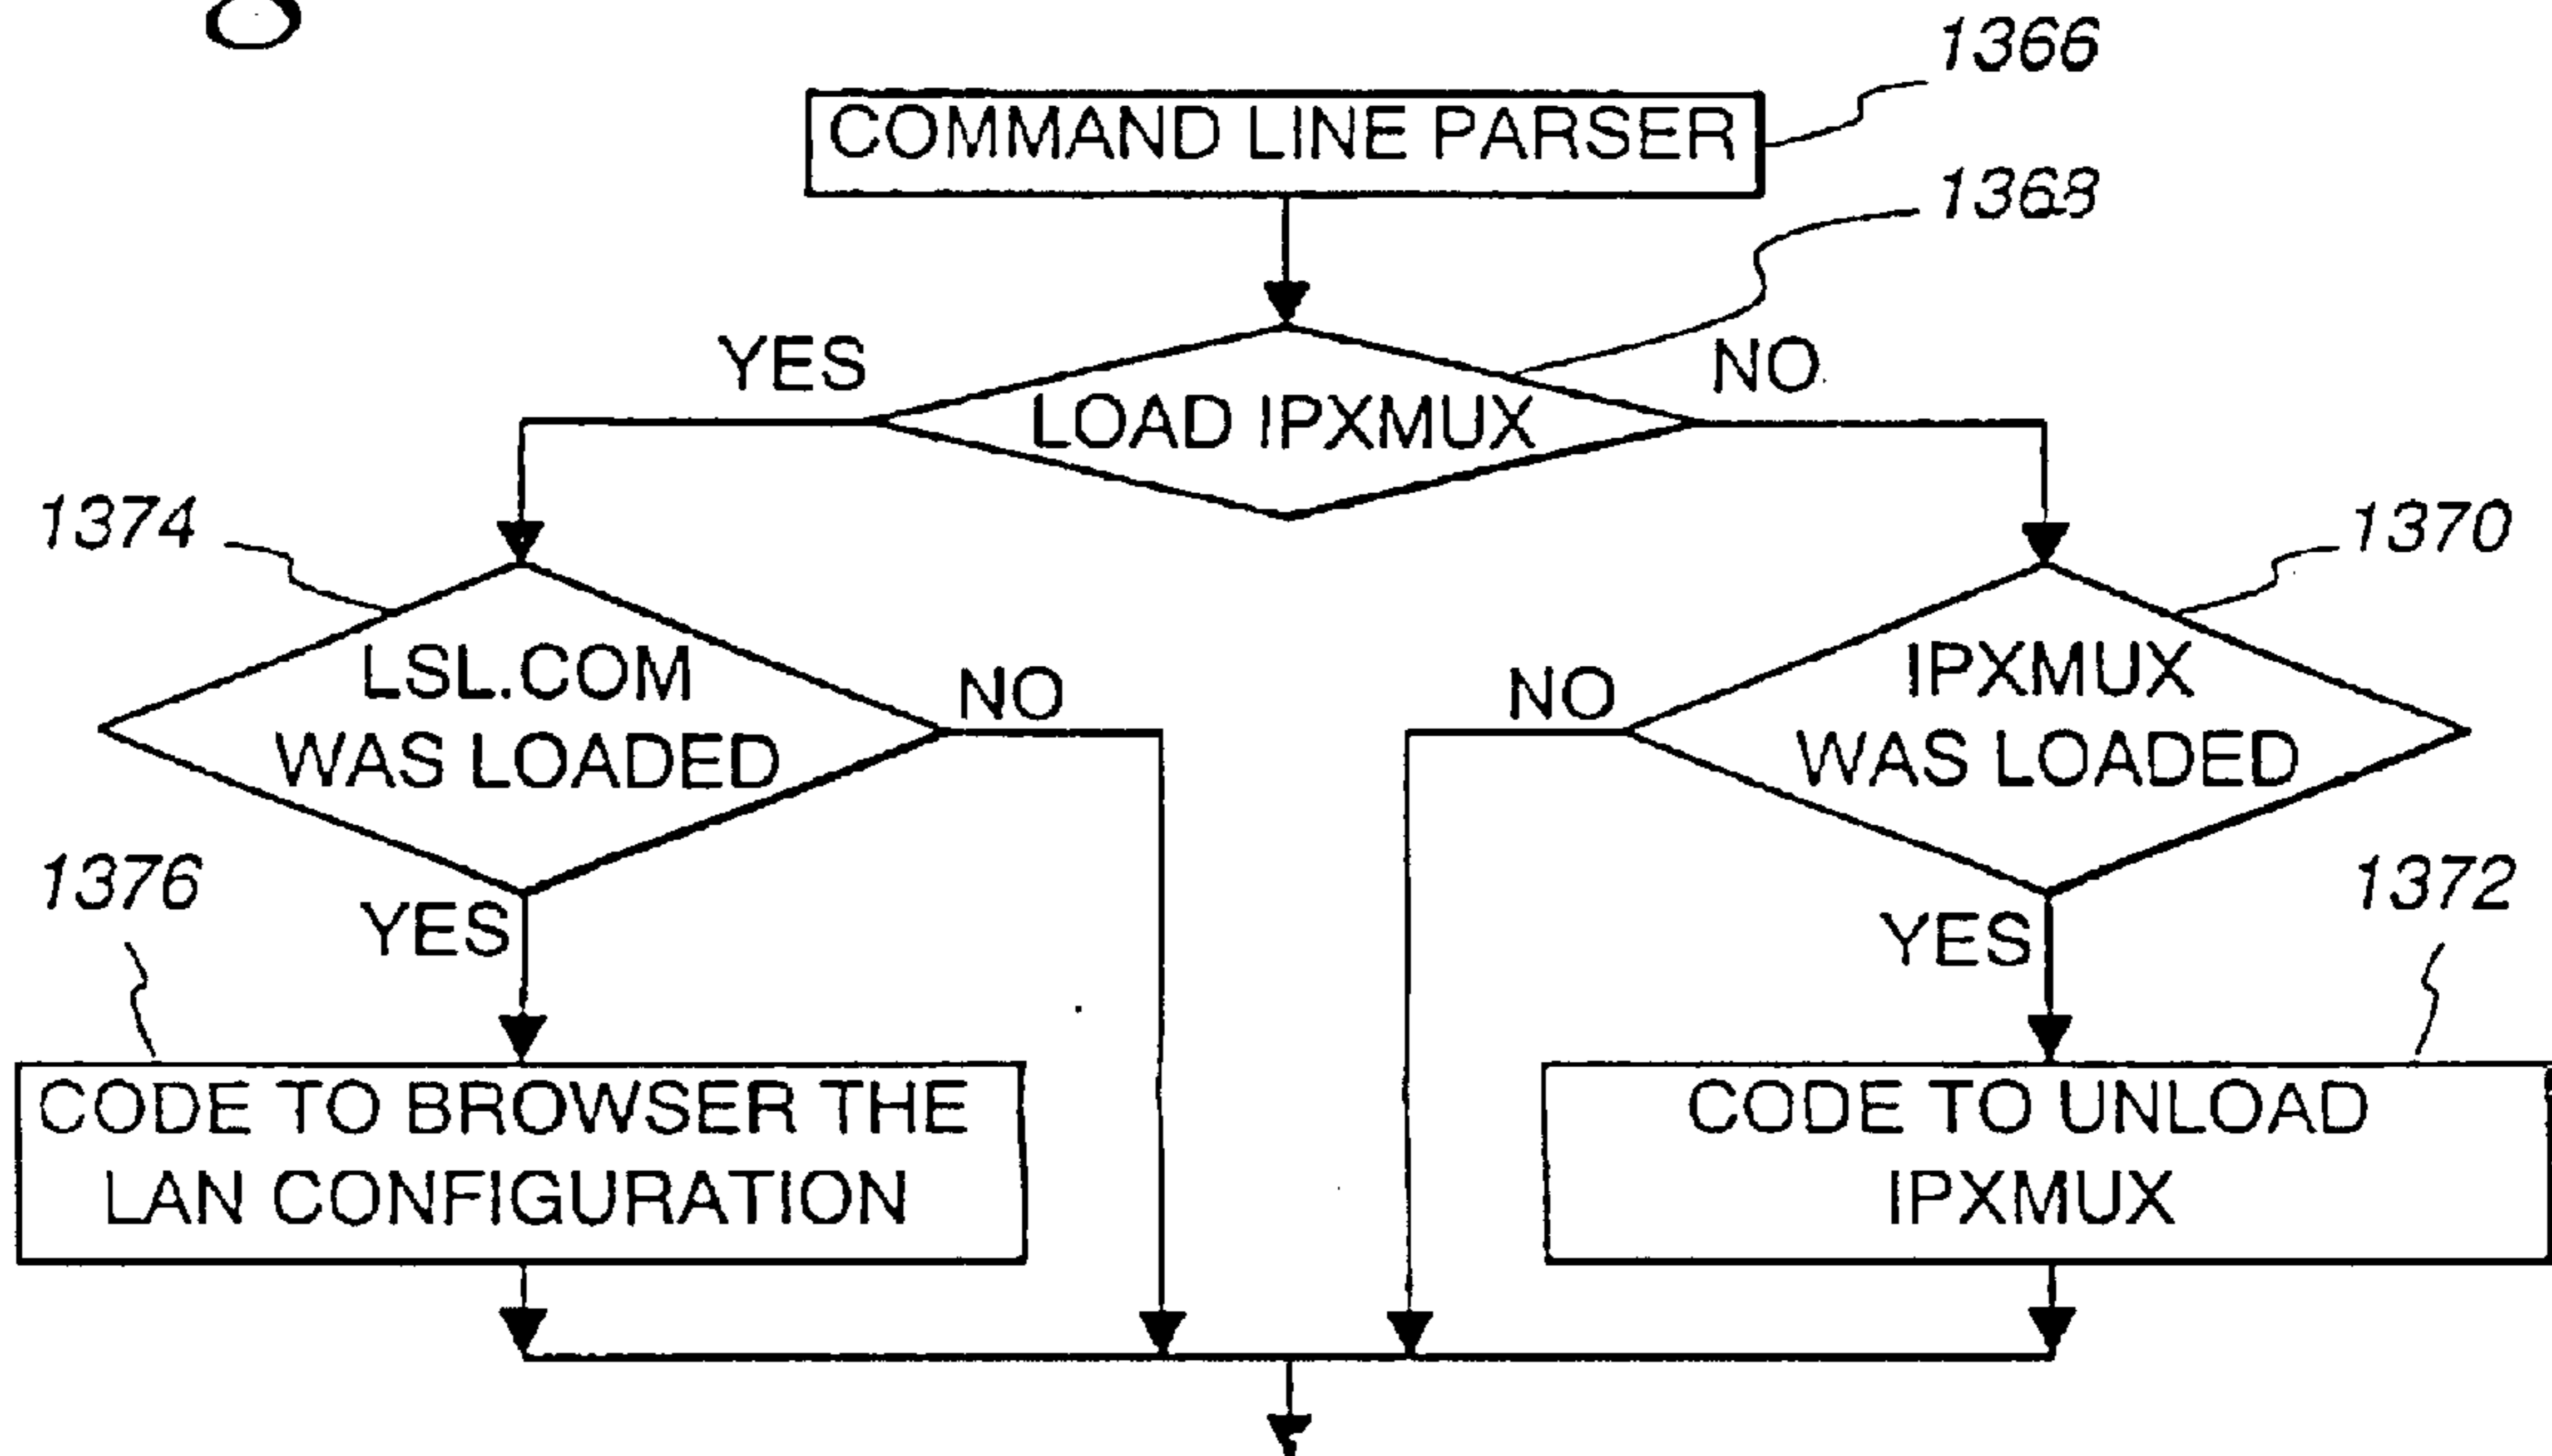 1366
COMMAND LINE PARSER
1368
YES
NO
LOAD IPXMUX
1374
1370
LSL.COM
WAS LOADED
NO
NO
IPXMUX
WAS LOADED
1376
YES
YES
1372
CODE TO BROWSER THE
LAN CONFIGURATION
CODE TO UNLOAD
IPXMUX